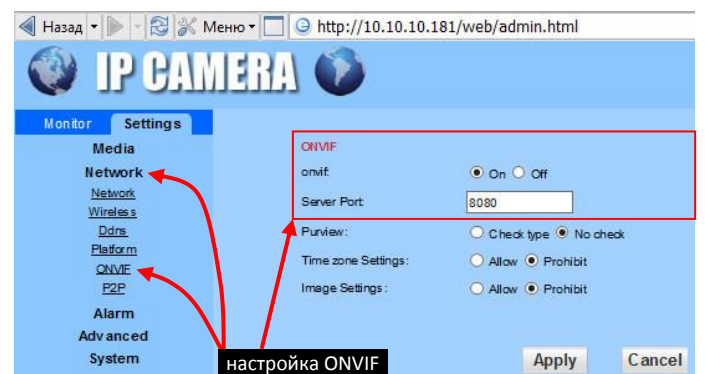 Назад Меню http://10.10.10.181/web/admin.html
IP CAMERA
Monitor Settings
Media
Network
Network
Wireless
Ddns
Platform
ONVIF
P2P
Alarm
Advanced
System
ONVIF
onvif: On Off
Server Port: 8080
Purview: Check type No check
Time zone Settings: Allow Prohibit
Image Settings: Allow Prohibit
настройка ONVIF
Apply Cancel